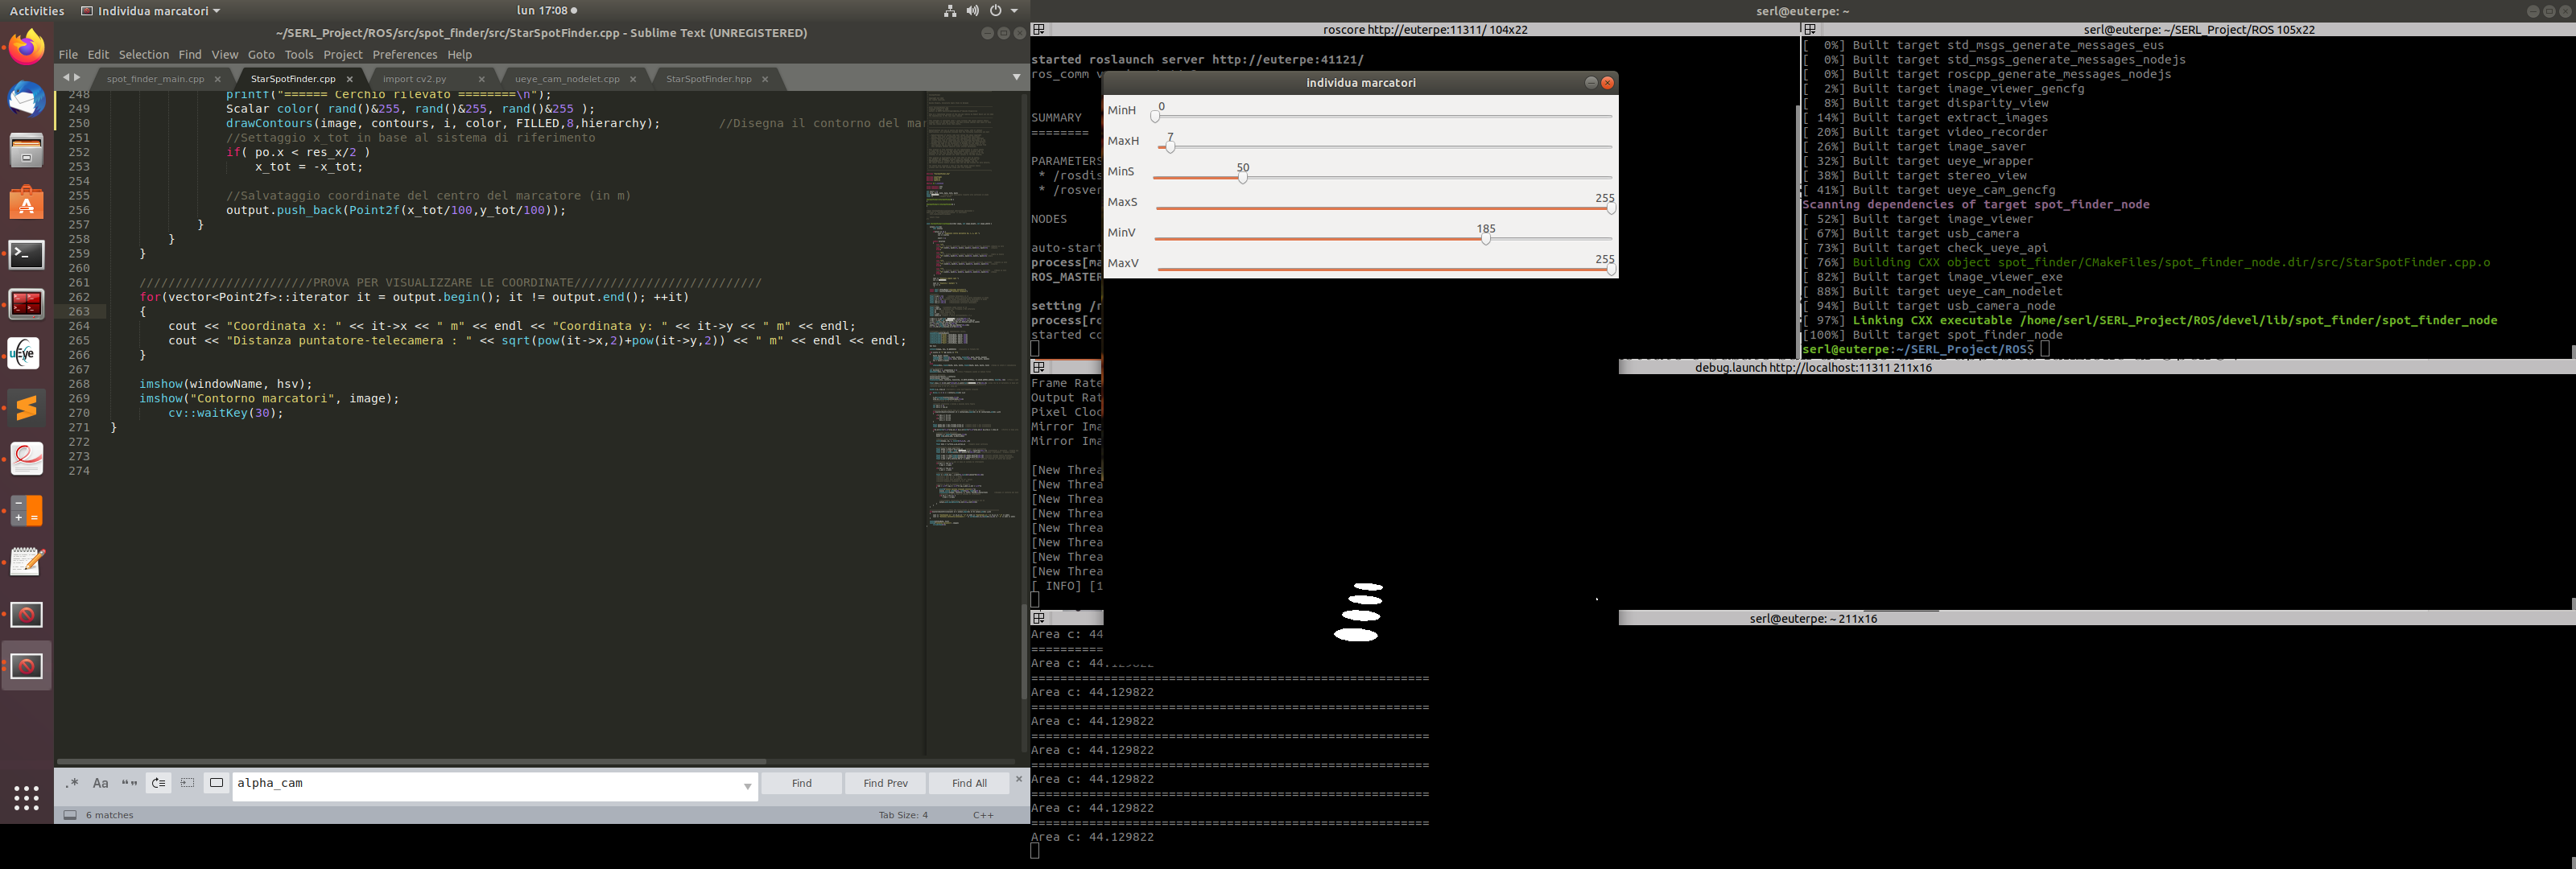 Activities
Individua marcatori
lun 17:08
~/SERL_Project/ROS/src/spot_finder/src/StarSpotFinder.cpp - Sublime Text (UNREGISTERED)
File Edit Selection Find View Goto Tools Project Preferences Help
spot_finder_main.cpp
StarSpotFinder.cpp
import cv2.py
ueye_cam_nodelet.cpp
StarSpotFinder.hpp
248 printf("====== Cerchio rilevato ========\n");
249 Scalar color( rand()&255, rand()&255, rand()&255 );
250 drawContours(image, contours, i, color, FILLED,8,hierarchy); //Disegna il contorno del mar
251 //Settaggio x_tot in base al sistema di riferimento
252 if( po.x < res_x/2 )
253 x_tot = -x_tot;
254
255 //Salvataggio coordinate del centro del marcatore (in m)
256 output.push_back(Point2f(x_tot/100,y_tot/100));
257 }
258 }
259 }
260
261 ////////////////////////PROVA PER VISUALIZZARE LE COORDINATE//////////////////////////
262 for(vector<Point2f>::iterator it = output.begin(); it != output.end(); ++it)
263 {
264 cout << "Coordinata x: " << it->x << " m" << endl << "Coordinata y: " << it->y << " m" << endl;
265 cout << "Distanza puntatore-telecamera : " << sqrt(pow(it->x,2)+pow(it->y,2)) << " m" << endl << endl;
266 }
267
268 imshow(windowName, hsv);
269 imshow("Contorno marcatori", image);
270 cv::waitKey(30);
271 }
272
273
274
.*
Aa
alpha_cam
Find
Find Prev
Find All
6 matches
Tab Size: 4
C++
uEye
serl@euterpe: ~
roscore http://euterpe:11311/ 104x22
started roslaunch server http://euterpe:41121/
ros_comm
SUMMARY
========
PARAMETERS
* /rosdis
* /rosver
NODES
auto-start
process[ma
ROS_MASTER
setting /r
process[ro
started co
individua marcatori
MinH 0
MaxH 7
MinS 50
MaxS 255
MinV 185
MaxV 255
serl@euterpe: ~/SERL_Project/ROS 105x22
[ 0%] Built target std_msgs_generate_messages_eus
[ 0%] Built target std_msgs_generate_messages_nodejs
[ 0%] Built target roscpp_generate_messages_nodejs
[ 2%] Built target image_viewer_gencfg
[ 8%] Built target disparity_view
[ 14%] Built target extract_images
[ 20%] Built target video_recorder
[ 26%] Built target image_saver
[ 32%] Built target ueye_wrapper
[ 38%] Built target stereo_view
[ 41%] Built target ueye_cam_gencfg
Scanning dependencies of target spot_finder_node
[ 52%] Built target image_viewer
[ 67%] Built target usb_camera
[ 73%] Built target check_ueye_api
[ 76%] Building CXX object spot_finder/CMakeFiles/spot_finder_node.dir/src/StarSpotFinder.cpp.o
[ 82%] Built target image_viewer_exe
[ 88%] Built target ueye_cam_nodelet
[ 94%] Built target usb_camera_node
[ 97%] Linking CXX executable /home/serl/SERL_Project/ROS/devel/lib/spot_finder/spot_finder_node
[100%] Built target spot_finder_node
serl@euterpe:~/SERL_Project/ROS$
debug.launch http://localhost:11311 211x16
Frame Rate
Output Rat
Pixel Cloc
Mirror Ima
Mirror Ima
[New Threa
[New Threa
[New Threa
[New Threa
[New Threa
[New Threa
[New Threa
[New Threa
[ INFO] [1
serl@euterpe: ~ 211x16
Area c: 44
==========
Area c: 44.129822
=======================================================
Area c: 44.129822
=======================================================
Area c: 44.129822
=======================================================
Area c: 44.129822
=======================================================
Area c: 44.129822
=======================================================
Area c: 44.129822
=======================================================
Area c: 44.129822